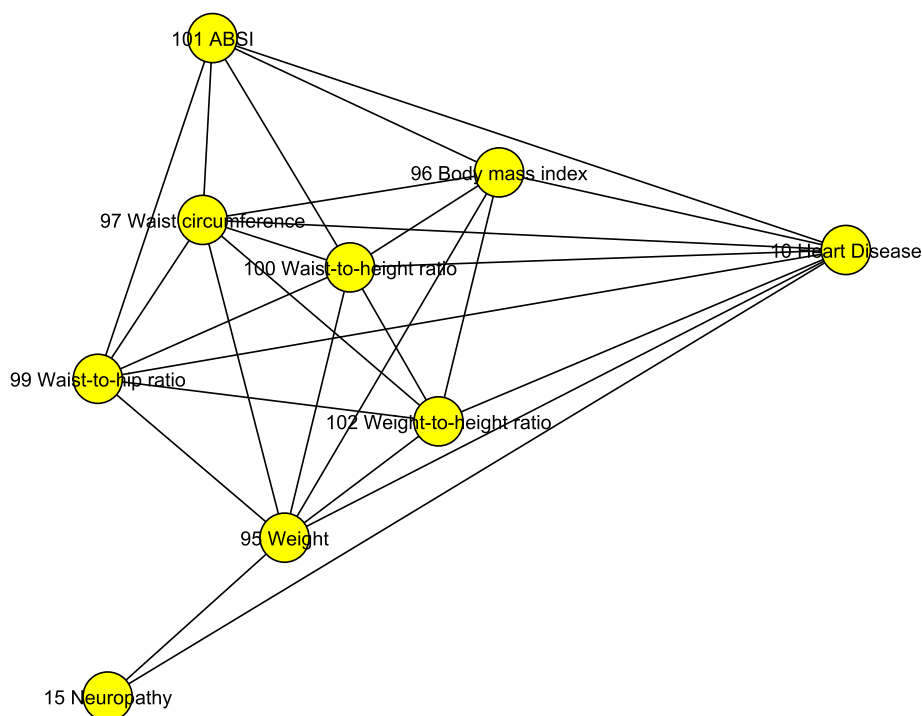 101 ABSI
96 Body mass index
97 Waist circumference
10 Heart Disease
100 Waist-to-height ratio
99 Waist-to-hip ratio
102 Weight-to-height ratio
95 Weight
15 Neuropathy